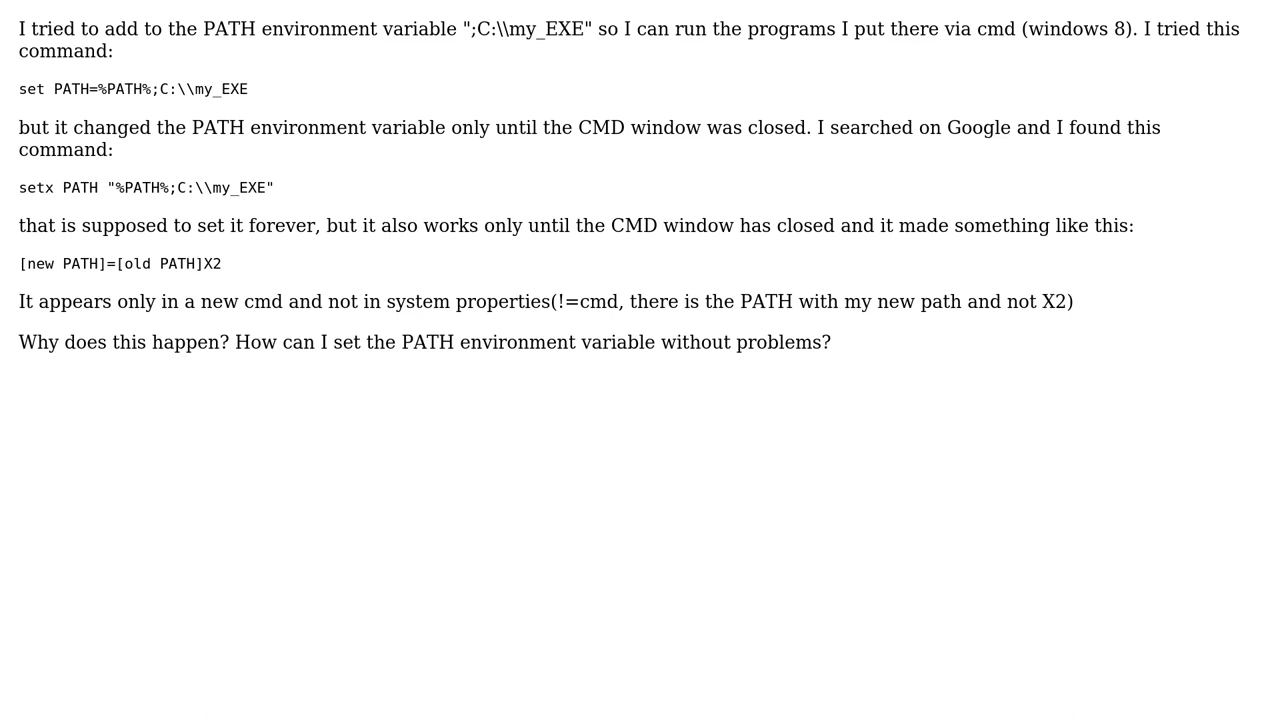 I tried to add to the PATH environment variable ";C:\\my_EXE" so I can run the programs I put there via cmd (windows 8). I tried this
command:
set PATH=%PATH%;C:\\my_EXE
but it changed the PATH environment variable only until the CMD window was closed. I searched on Google and I found this
command:
setx PATH "%PATH%;C:\\my_EXE"
that is supposed to set it forever, but it also works only until the CMD window has closed and it made something like this:
[new PATH]=[old PATH]X2
It appears only in a new cmd and not in system properties(!=cmd, there is the PATH with my new path and not X2)
Why does this happen? How can I set the PATH environment variable without problems?